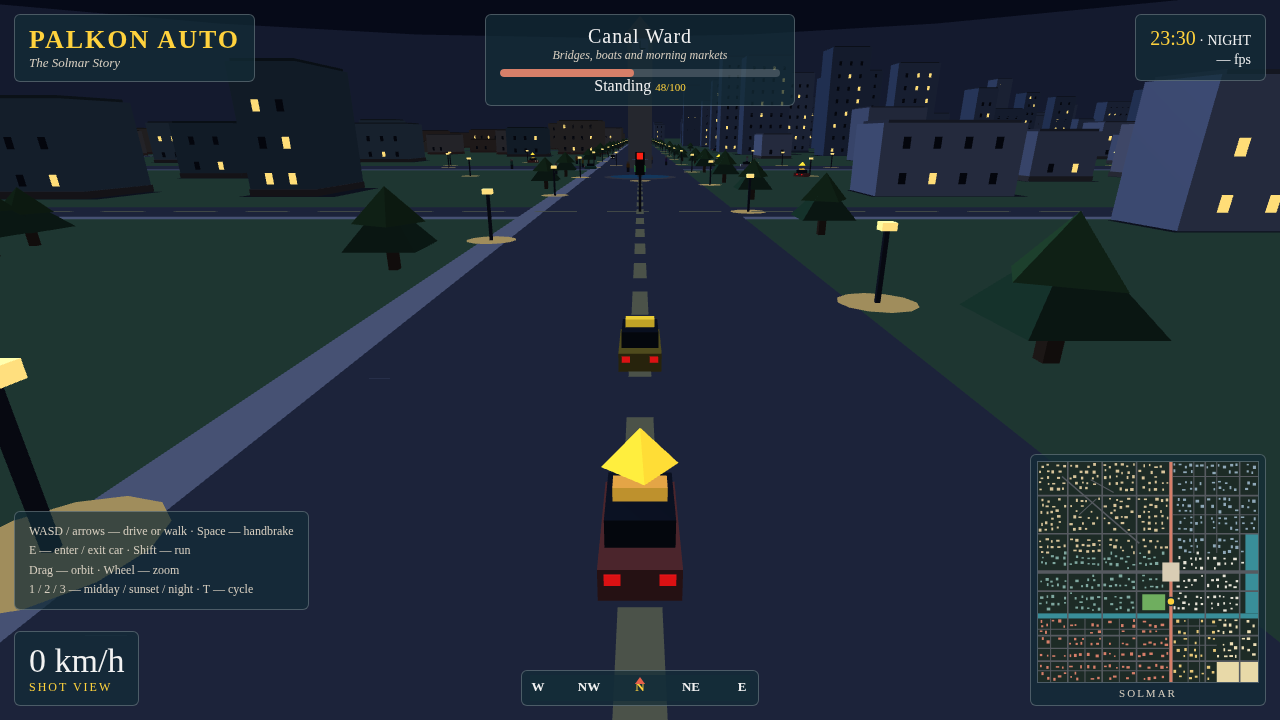 PALKON AUTO
The Solmar Story
Canal Ward
Bridges, boats and morning markets
Standing 48/100
23:30 · NIGHT
— fps
WASD / arrows — drive or walk · Space — handbrake
E — enter / exit car · Shift — run
Drag — orbit · Wheel — zoom
1 / 2 / 3 — midday / sunset / night · T — cycle
0 km/h
SHOT VIEW
W NW N NE E
SOLMAR